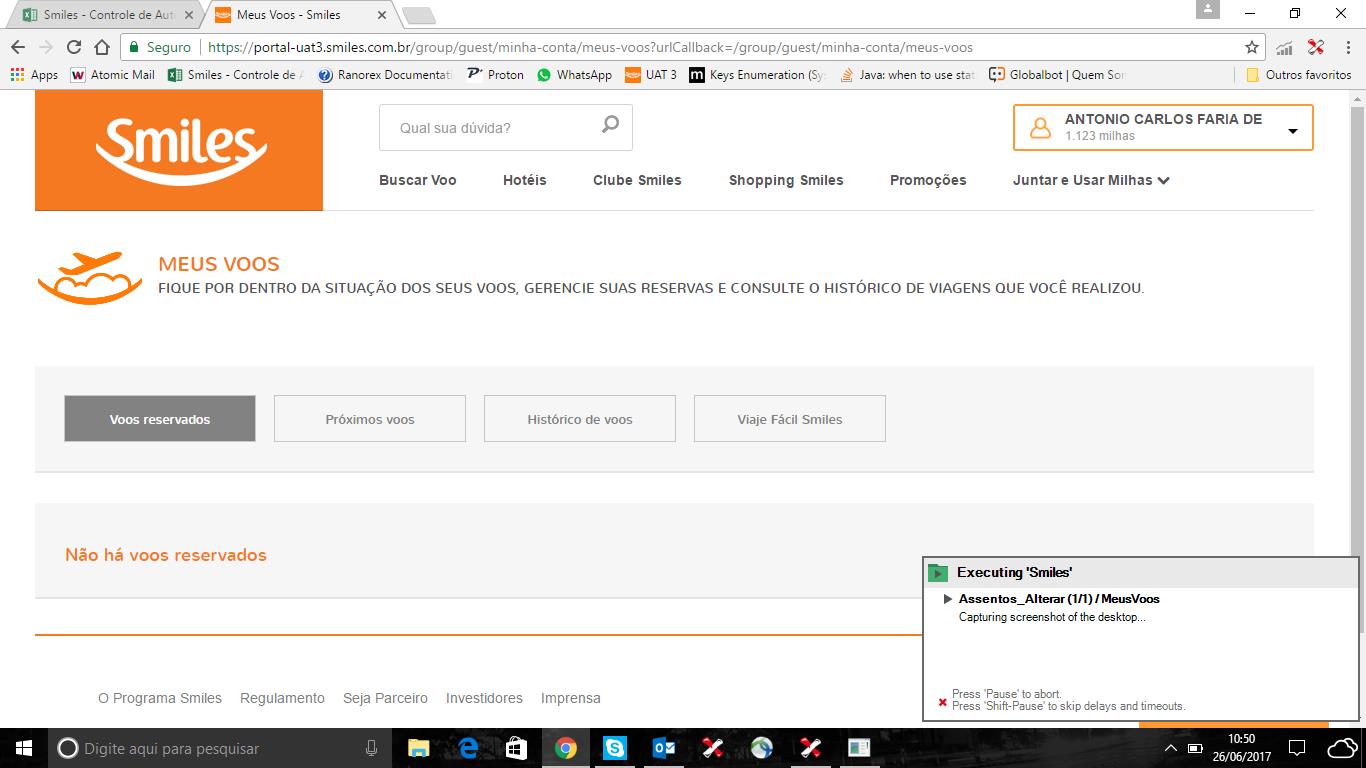 Smiles - Controle de Aut
Meus Voos - Smiles
Seguro
https://portal-uat3.smiles.com.br/group/guest/minha-conta/meus-voos?urlCallback=/group/guest/minha-conta/meus-voos
Apps
Atomic Mail
Smiles - Controle de A
Ranorex Documentati
Proton
WhatsApp
UAT 3
Keys Enumeration (Sy
Java: when to use stat
Globalbot | Quem So
Outros favoritos
Smiles
Qual sua dúvida?
ANTONIO CARLOS FARIA DE
1.123 milhas
Buscar Voo
Hotéis
Clube Smiles
Shopping Smiles
Promoções
Juntar e Usar Milhas
MEUS VOOS
FIQUE POR DENTRO DA SITUAÇÃO DOS SEUS VOOS, GERENCIE SUAS RESERVAS E CONSULTE O HISTÓRICO DE VIAGENS QUE VOCÊ REALIZOU.
Voos reservados
Próximos voos
Histórico de voos
Viaje Fácil Smiles
Não há voos reservados
Executing 'Smiles'
Assentos_Alterar (1/1) / MeusVoos
Capturing screenshot of the desktop...
Press 'Pause' to abort.
Press 'Shift-Pause' to skip delays and timeouts.
O Programa Smiles
Regulamento
Seja Parceiro
Investidores
Imprensa
Digite aqui para pesquisar
10:50
26/06/2017